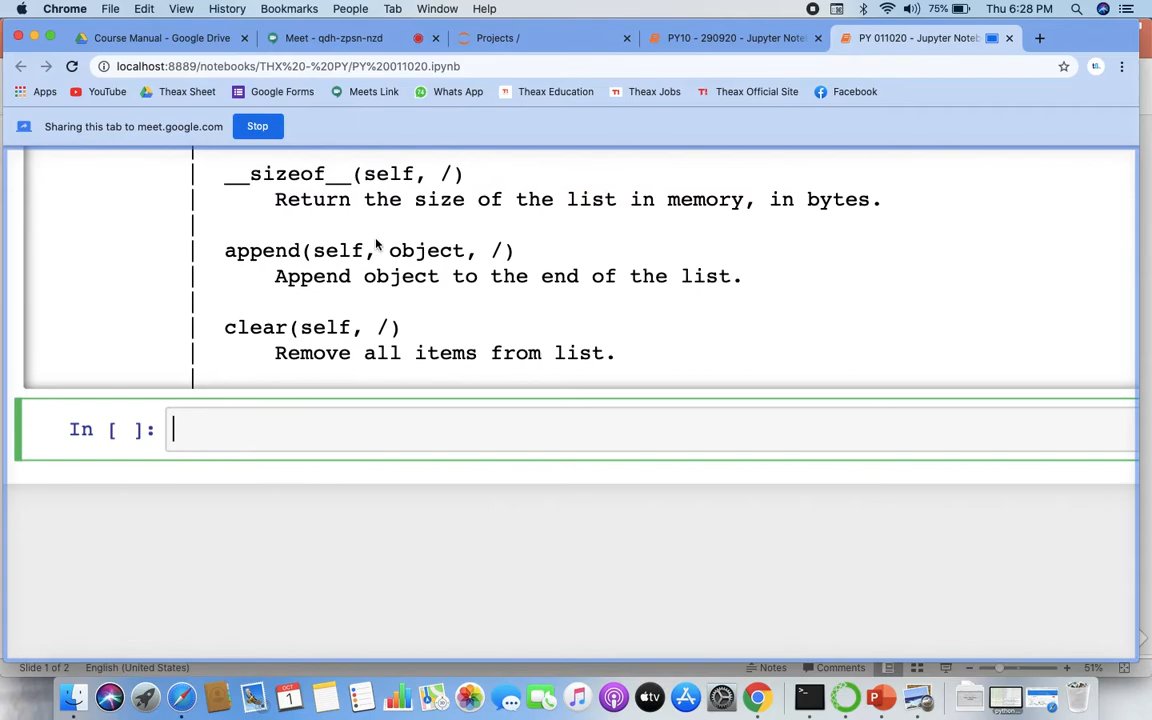 Chrome File Edit View History Bookmarks People Tab Window Help 75% Thu 6:28 PM
Course Manual - Google Drive Meet - qdh-zpsn-nzd Projects / PY10 - 290920 - Jupyter Note PY 011020 - Jupyter Noteb
localhost:8889/notebooks/THX%20-%20PY/PY%20011020.ipynb
Apps YouTube Theax Sheet Google Forms Meets Link Whats App Theax Education Theax Jobs Theax Official Site Facebook
Sharing this tab to meet.google.com Stop
__sizeof__(self, /)
Return the size of the list in memory, in bytes.
append(self, object, /)
Append object to the end of the list.
clear(self, /)
Remove all items from list.
In [ ]:
Slide 1 of 2 English (United States) Notes Comments 51%